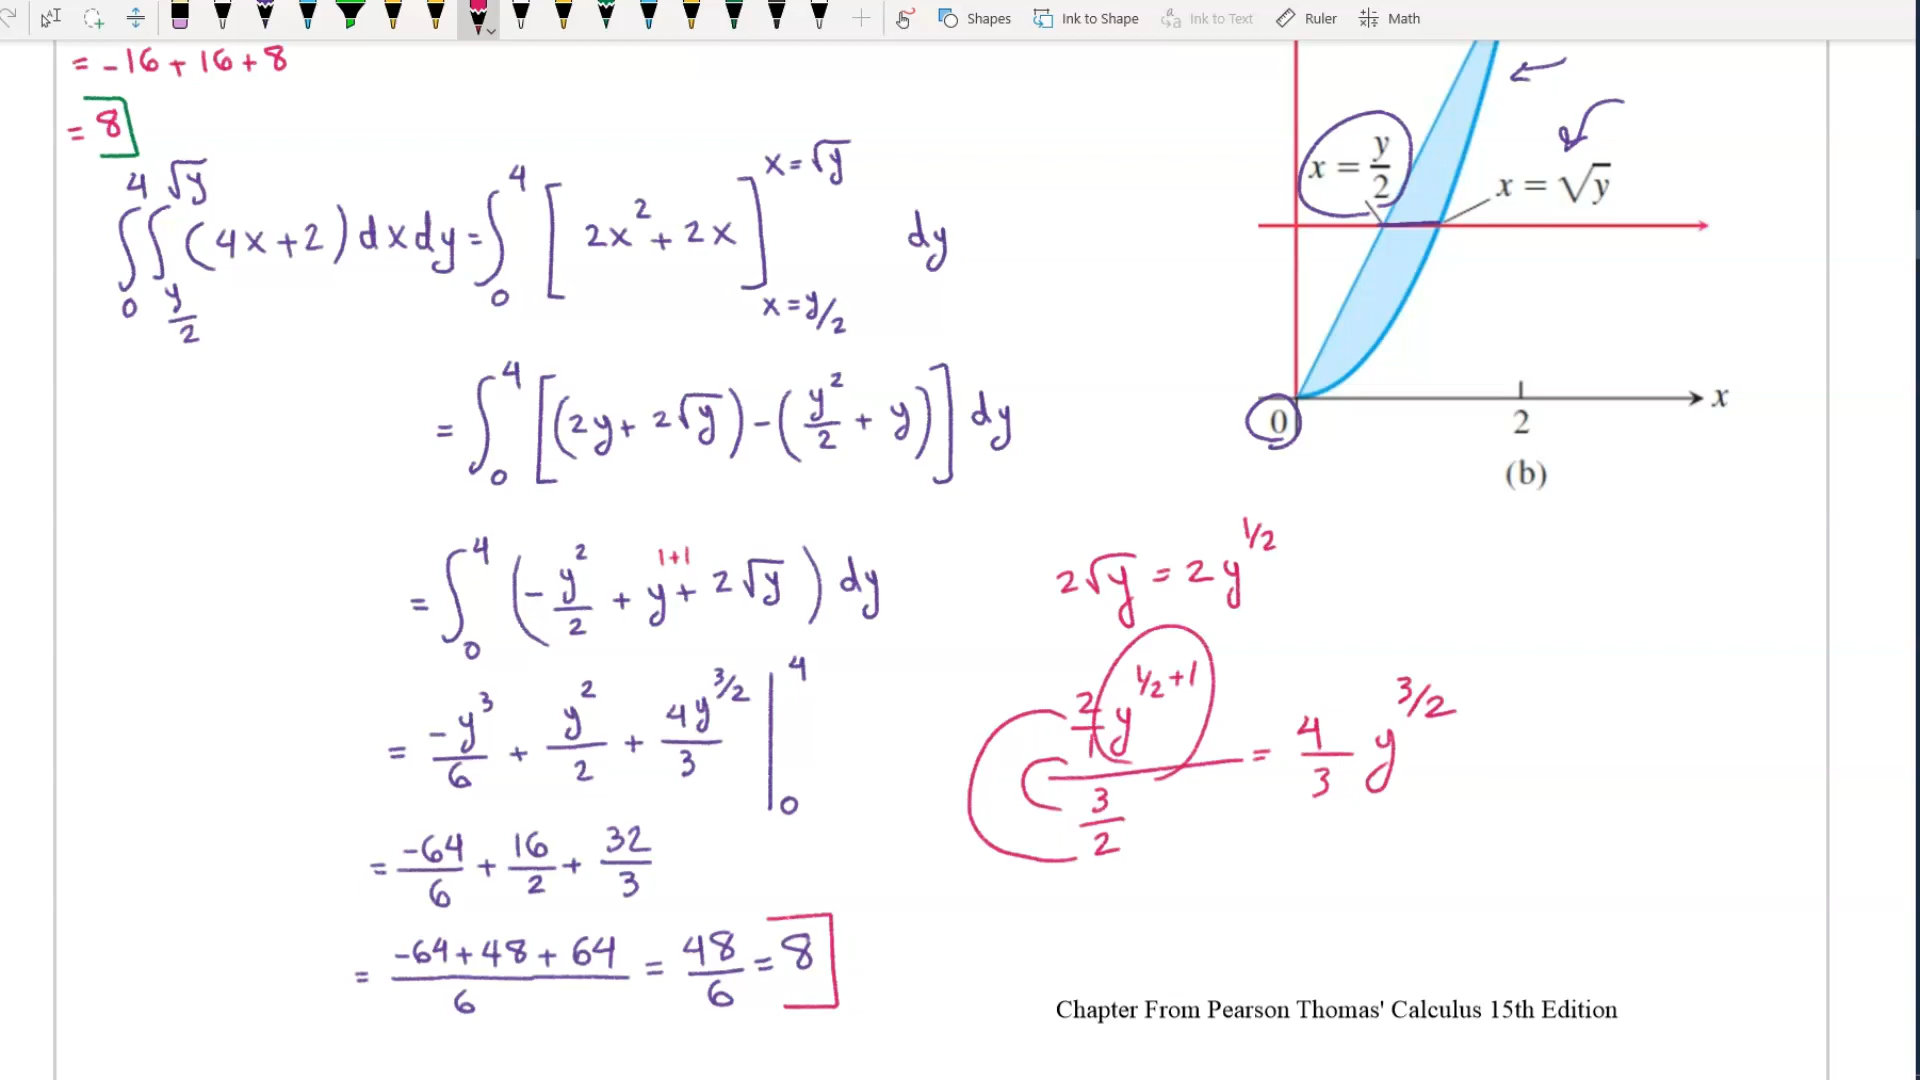 Shapes Ink to Shape Ink to Text Ruler Math
= -16 + 16 + 8
= 8
∫₀⁴ ∫_{y/2}^{√y} (4x+2) dx dy = ∫₀⁴ [2x² + 2x]_{x=y/2}^{x=√y} dy
= ∫₀⁴ [(2y + 2√y) - (y²/2 + y)] dy
= ∫₀⁴ (-y²/2 + y^{1+1} + 2√y) dy
= -y³/6 + y²/2 + 4y^{3/2}/3 |₀⁴
= -64/6 + 16/2 + 32/3
= (-64 + 48 + 64)/6 = 48/6 = 8
x = y/2
x = √y
x
0 2
(b)
2√y = 2y^{1/2}
(2/1 y^{1/2+1})/(3/2) = 4/3 y^{3/2}
Chapter From Pearson Thomas' Calculus 15th Edition